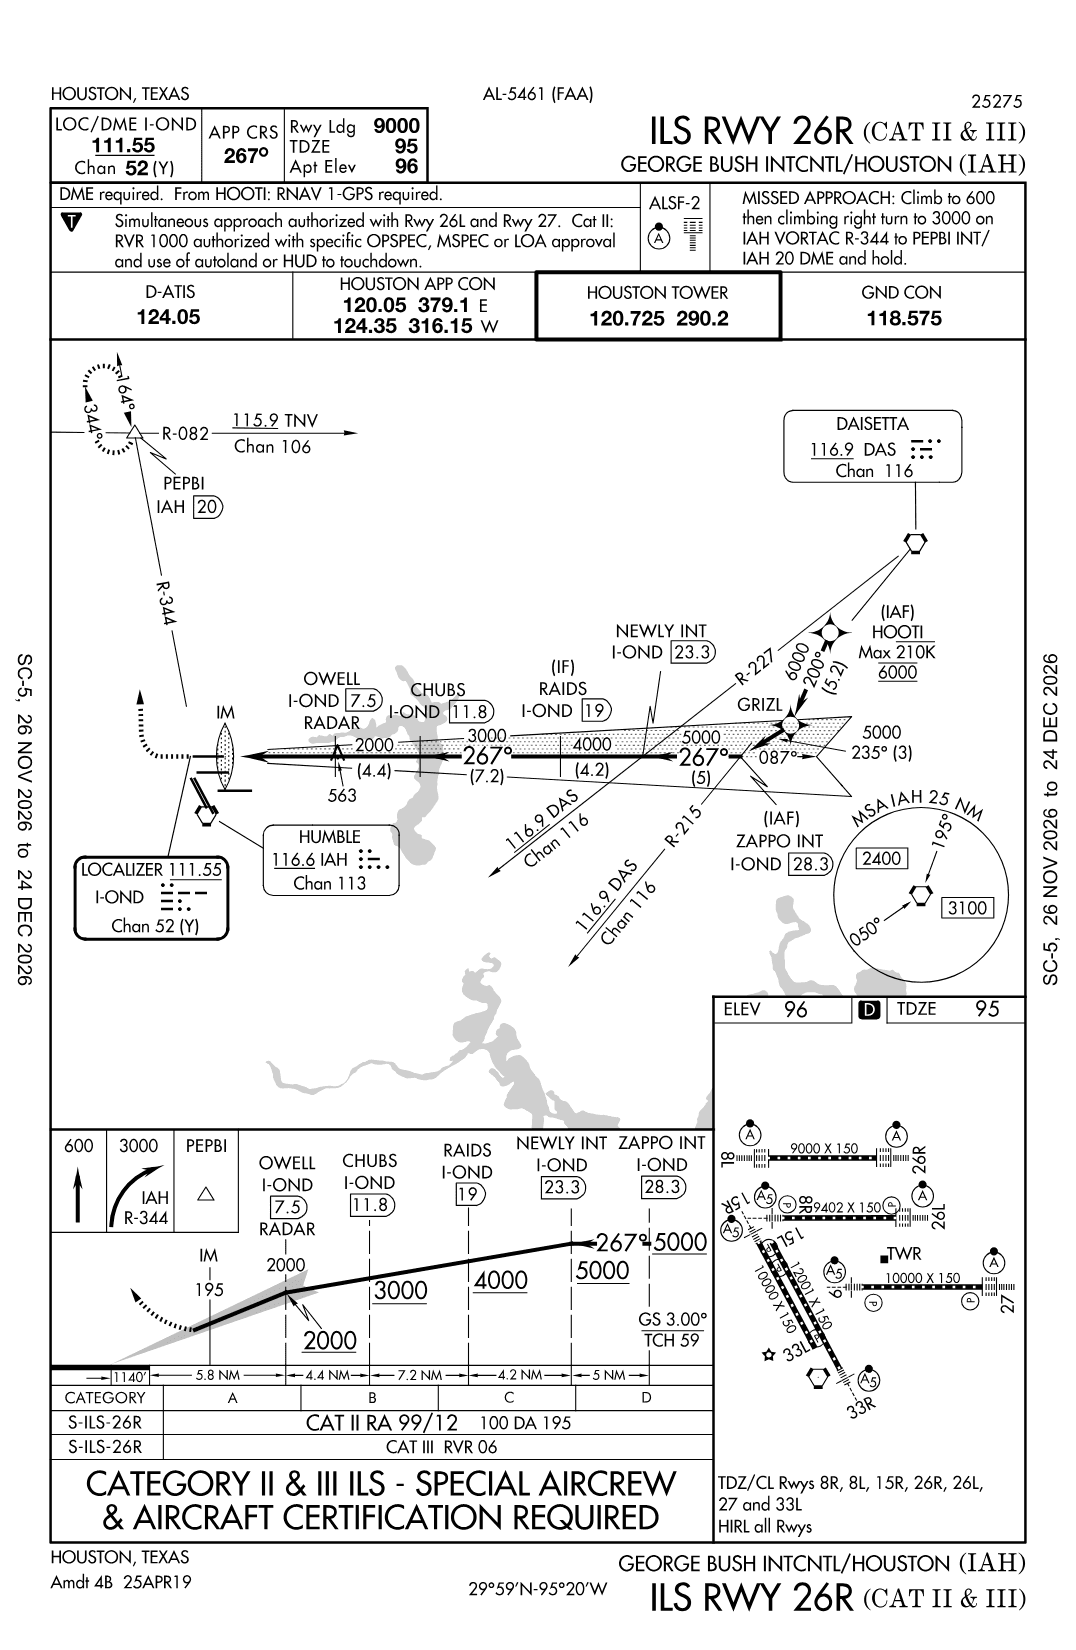 HOUSTON, TEXAS
AL-5461 (FAA)
25275
LOC/DME I-OND
111.55
Chan 52 (Y)
APP CRS
267°
Rwy Ldg 9000
TDZE 95
Apt Elev 96
ILS RWY 26R (CAT II & III)
GEORGE BUSH INTCNTL/HOUSTON (IAH)
DME required. From HOOTI: RNAV 1-GPS required.
T
Simultaneous approach authorized with Rwy 26L and Rwy 27. Cat II:
RVR 1000 authorized with specific OPSPEC, MSPEC or LOA approval
and use of autoland or HUD to touchdown.
ALSF-2
A
MISSED APPROACH: Climb to 600
then climbing right turn to 3000 on
IAH VORTAC R-344 to PEPBI INT/
IAH 20 DME and hold.
D-ATIS
124.05
HOUSTON APP CON
120.05 379.1 E
124.35 316.15 W
HOUSTON TOWER
120.725 290.2
GND CON
118.575
164°
344°
R-082
115.9 TNV
Chan 106
PEPBI
IAH 20
R-344
DAISETTA
116.9 DAS
Chan 116
(IAF)
HOOTI
Max 210K
6000
6000
200°
(5.2)
NEWLY INT
I-OND 23.3
R-227
GRIZL
5000
235° (3)
OWELL
I-OND 7.5
RADAR
CHUBS
I-OND 11.8
(IF)
RAIDS
I-OND 19
IM
2000
3000
4000
5000
267°
267°
087°
(4.4)
(7.2)
(4.2)
(5)
563
116.9 DAS
Chan 116
R-215
116.9 DAS
Chan 116
(IAF)
ZAPPO INT
I-OND 28.3
HUMBLE
116.6 IAH
Chan 113
LOCALIZER 111.55
I-OND
Chan 52 (Y)
MSA IAH 25 NM
195°
2400
3100
050°
SC-5, 26 NOV 2026 to 24 DEC 2026
SC-5, 26 NOV 2026 to 24 DEC 2026
ELEV 96
D
TDZE 95
A
A
9000 X 150
8L
26R
15R
A5
8R
P
9402 X 150
P
A
26L
A5
15L
P
P
12001 X 150
10000 X 150
TWR
A5
9
10000 X 150
P
P
A
27
33L
P
A5
33R
TDZ/CL Rwys 8R, 8L, 15R, 26R, 26L,
27 and 33L
HIRL all Rwys
600
3000
IAH
R-344
PEPBI
OWELL
I-OND
7.5
RADAR
CHUBS
I-OND
11.8
RAIDS
I-OND
19
NEWLY INT
I-OND
23.3
ZAPPO INT
I-OND
28.3
IM
195
2000
2000
3000
4000
5000
267°
5000
GS 3.00°
TCH 59
1140'
5.8 NM
4.4 NM
7.2 NM
4.2 NM
5 NM
CATEGORY A B C D
S-ILS-26R CAT II RA 99/12 100 DA 195
S-ILS-26R CAT III RVR 06
CATEGORY II & III ILS - SPECIAL AIRCREW
& AIRCRAFT CERTIFICATION REQUIRED
HOUSTON, TEXAS
Amdt 4B 25APR19
29°59'N-95°20'W
GEORGE BUSH INTCNTL/HOUSTON (IAH)
ILS RWY 26R (CAT II & III)